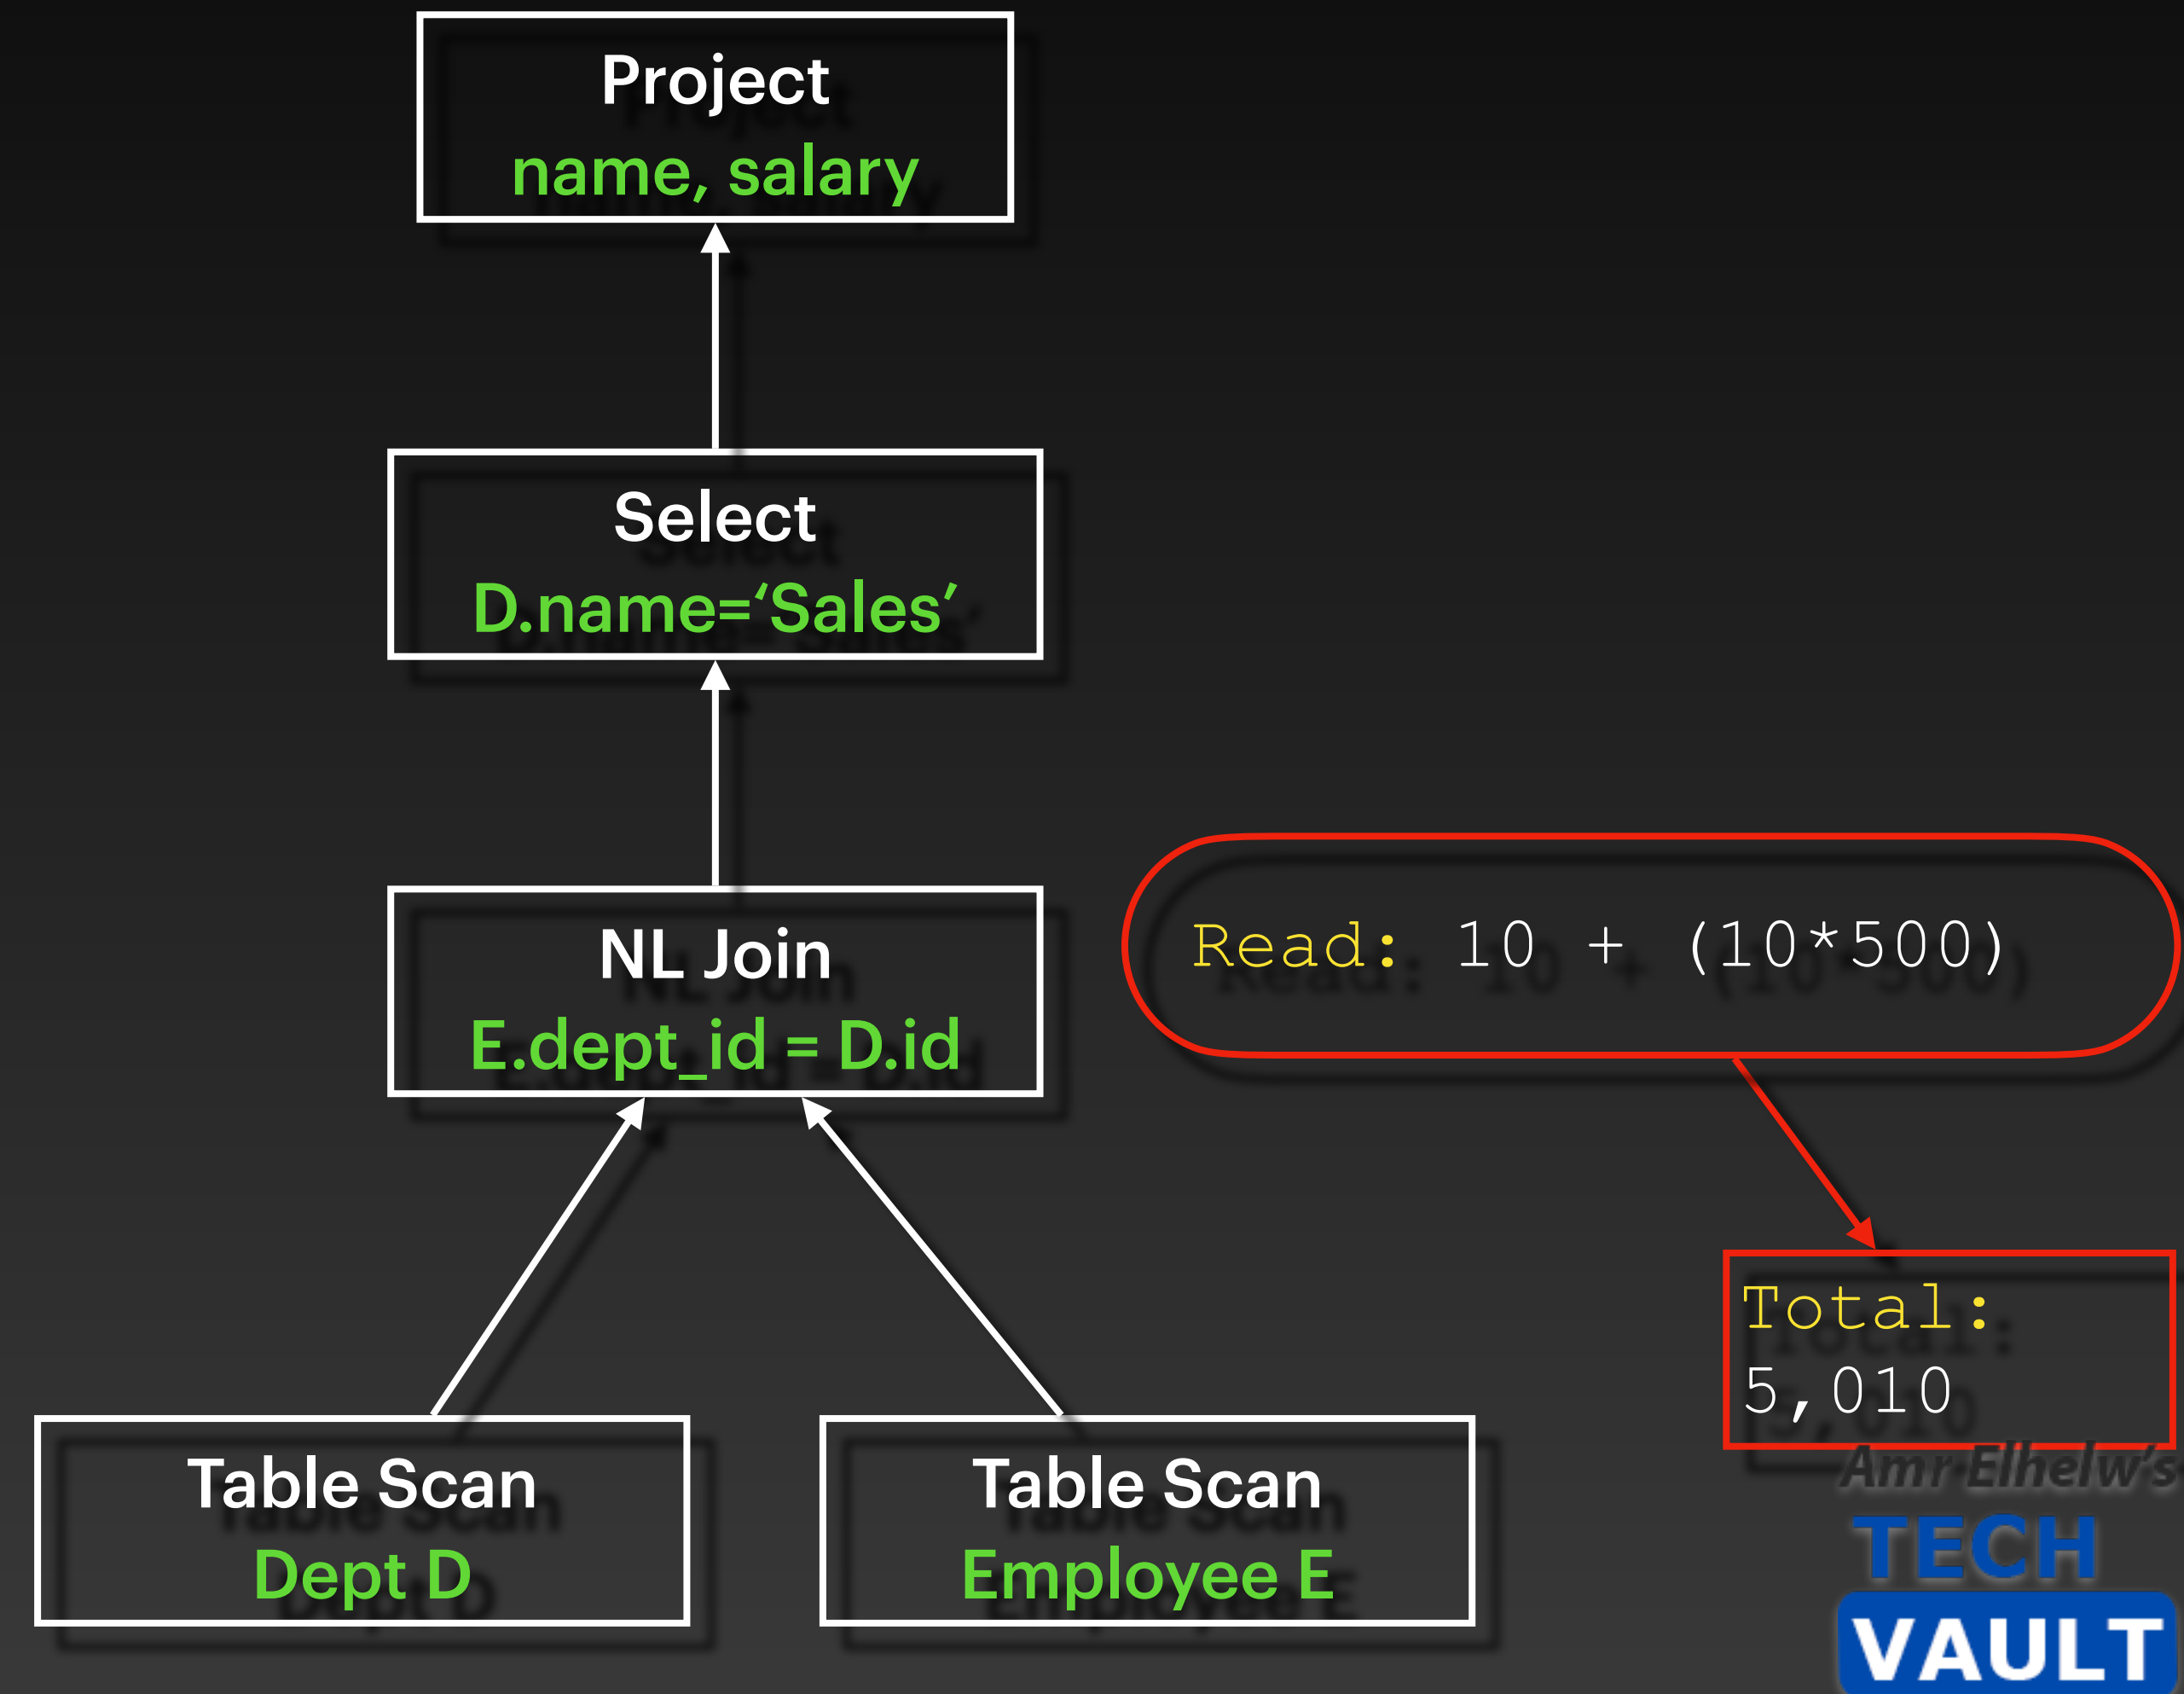 Project
name, salary
Select
D.name=‘Sales’
NL Join
E.dept_id = D.id
Read: 10 + (10*500)
Total:
5,010
Table Scan
Dept D
Table Scan
Employee E
Amr Elhelw’s
TECH
VAULT